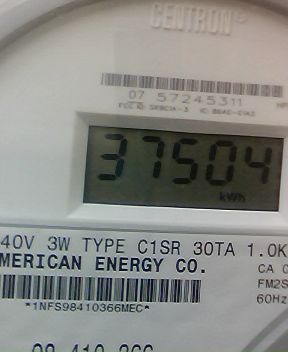 CENTRON®
07 57245311
37504
kWh
40V 3W TYPE C1SR 30TA 1.0K
MERICAN ENERGY CO.
CA
FM2S
60Hz
*1NFS98410366MEC*